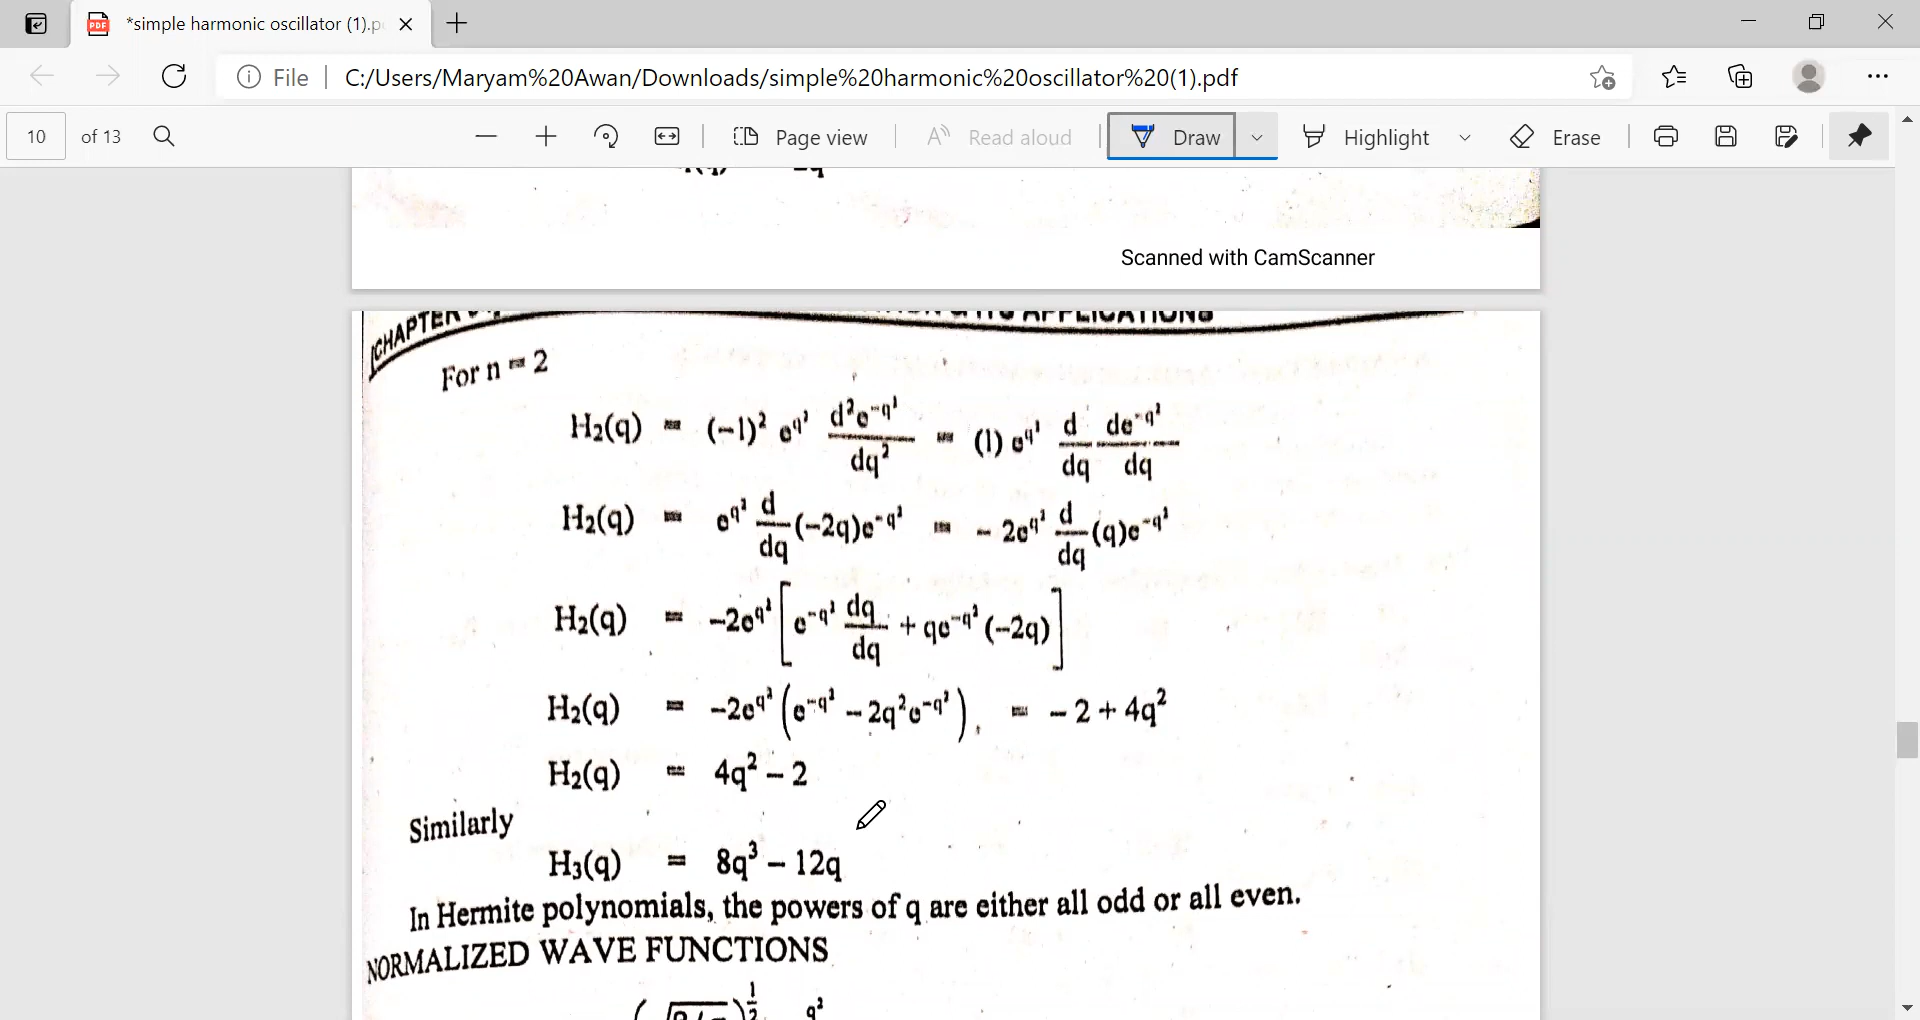 *simple harmonic oscillator (1).p
File | C:/Users/Maryam%20Awan/Downloads/simple%20harmonic%20oscillator%20(1).pdf
10 of 13 Page view Read aloud Draw Highlight Erase
Scanned with CamScanner
[CHAPTER APPLICATIONS
For n = 2
H₂(q) = (−1)² e^{q²} d²e^{−q²}/dq² = (1) e^{q²} d/dq de^{−q²}/dq
H₂(q) = e^{q²} d/dq (−2q)e^{−q²} = − 2e^{q²} d/dq (q)e^{−q²}
H₂(q) = −2e^{q²} [e^{−q²} dq/dq + qe^{−q²} (−2q)]
H₂(q) = −2e^{q²} (e^{−q²} − 2q²e^{−q²}). = − 2 + 4q²
H₂(q) = 4q² − 2
Similarly
H₃(q) = 8q³ − 12q
In Hermite polynomials, the powers of q are either all odd or all even.
NORMALIZED WAVE FUNCTIONS